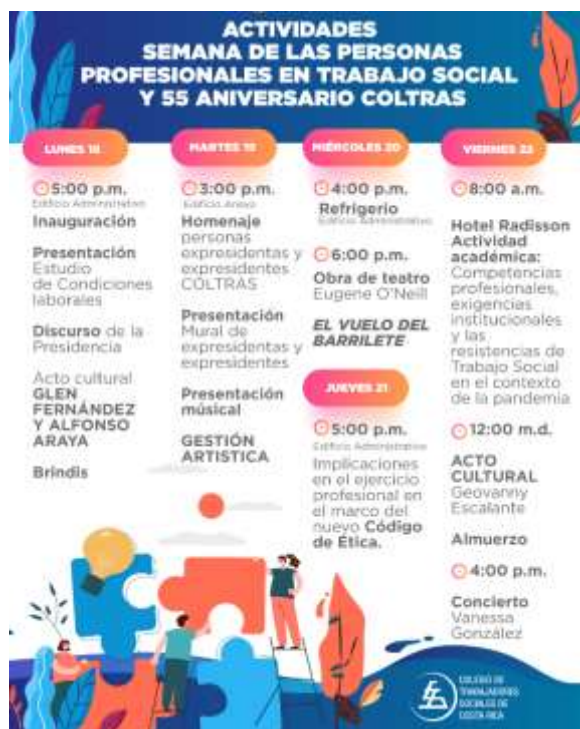 ACTIVIDADES
SEMANA DE LAS PERSONAS
PROFESIONALES EN TRABAJO SOCIAL
Y 55 ANIVERSARIO COLTRAS
LUNES 18
5:00 p.m.
Edificio Administrativo
Inauguración
Presentación
Estudio
de Condiciones
laborales
Discurso de la
Presidencia
Acto cultural
GLEN
FERNÁNDEZ
Y ALFONSO
ARAYA
Brindis
MARTES 19
3:00 p.m.
Edificio Anexo
Homenaje
personas
expresidentas y
expresidentes
COLTRAS
Presentación
Mural de
expresidentas y
expresidentes
Presentación
músical
GESTIÓN
ARTISTICA
MIÉRCOLES 20
4:00 p.m.
Refrigerio
Edificio Administrativo
6:00 p.m.
Obra de teatro
Eugene O'Neill
EL VUELO DEL
BARRILETE
JUEVES 21
5:00 p.m.
Edificio Administrativo
Implicaciones
en el ejercicio
profesional en
el marco del
nuevo Código
de Ética.
VIERNES 22
8:00 a.m.
Hotel Radisson
Actividad
académica:
Competencias
profesionales,
exigencias
institucionales
y las
resistencias de
Trabajo Social
en el contexto
de la pandemia
12:00 m.d.
ACTO
CULTURAL
Geovanny
Escalante
Almuerzo
4:00 p.m.
Concierto
Vanessa
González
COLEGIO DE
TRABAJADORES
SOCIALES DE
COSTA RICA